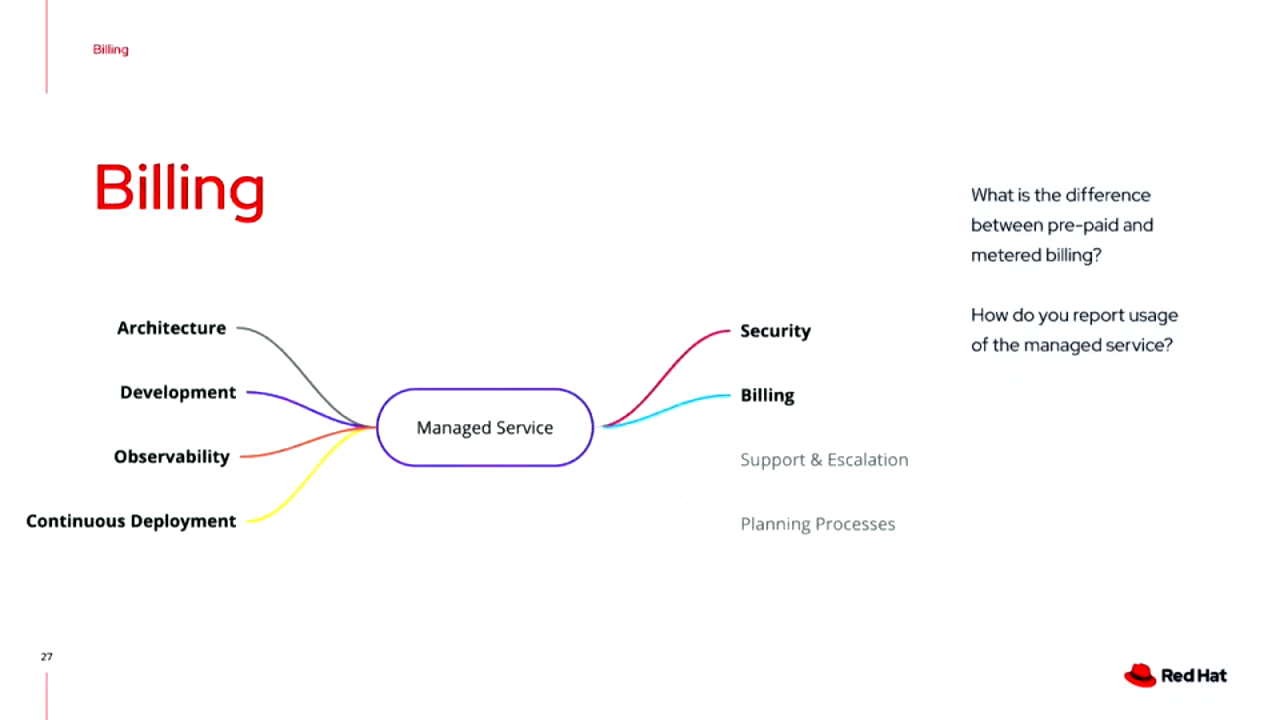 Billing
Billing
What is the difference
between pre-paid and
metered billing?
How do you report usage
of the managed service?
Architecture
Development
Observability
Continuous Deployment
Managed Service
Security
Billing
Support & Escalation
Planning Processes
27
Red Hat